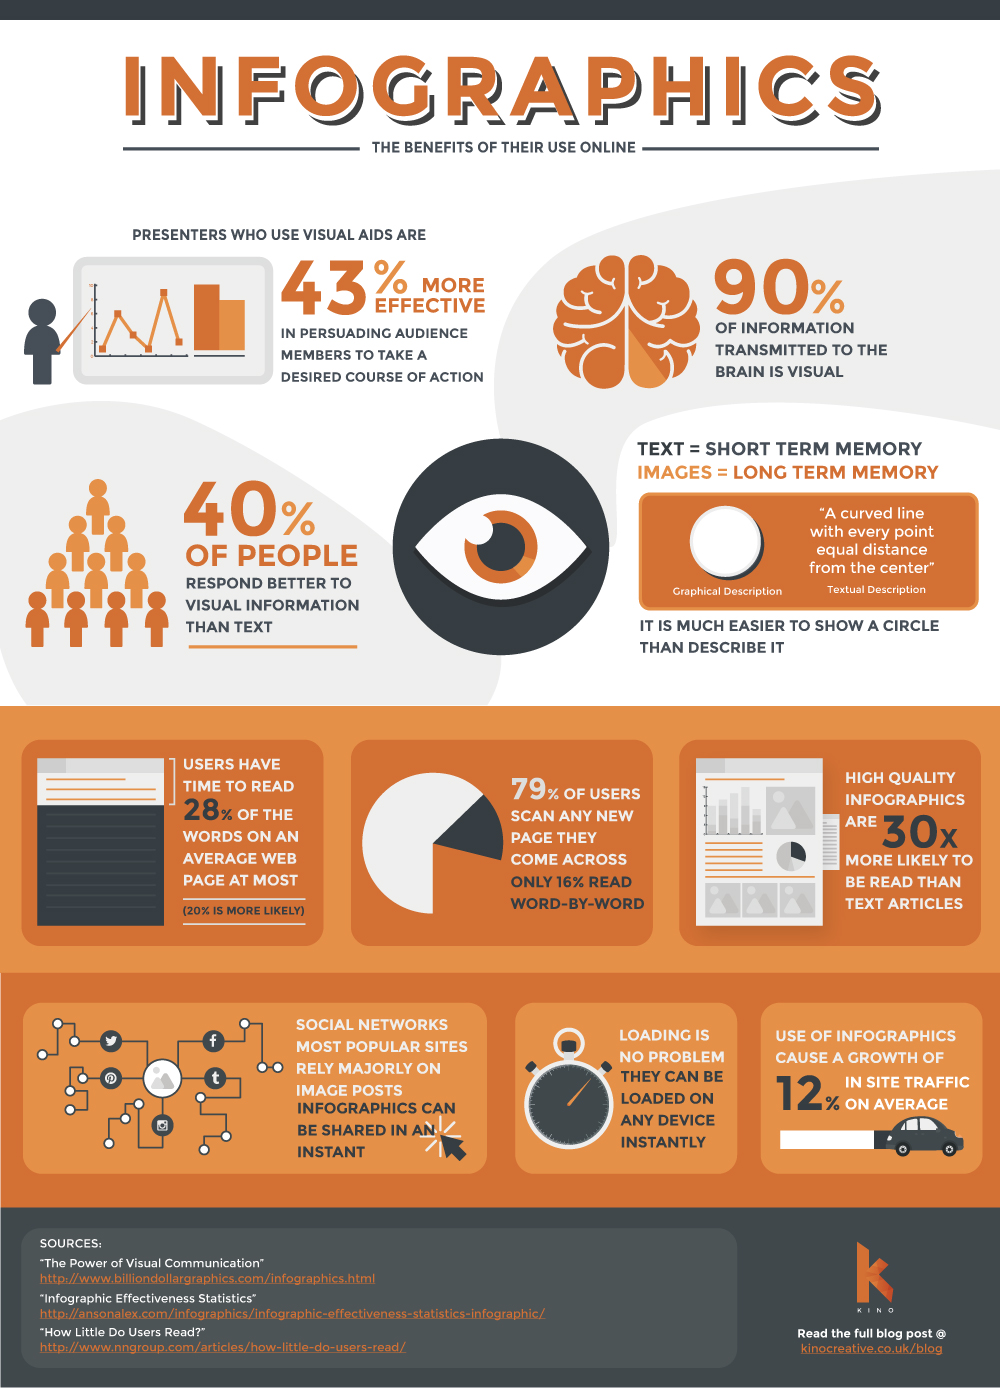 INFOGRAPHICS
THE BENEFITS OF THEIR USE ONLINE
PRESENTERS WHO USE VISUAL AIDS ARE
43% MORE
EFFECTIVE
IN PERSUADING AUDIENCE
MEMBERS TO TAKE A
DESIRED COURSE OF ACTION
90%
OF INFORMATION
TRANSMITTED TO THE
BRAIN IS VISUAL
40%
OF PEOPLE
RESPOND BETTER TO
VISUAL INFORMATION
THAN TEXT
TEXT = SHORT TERM MEMORY
IMAGES = LONG TERM MEMORY
Graphical Description
“A curved line
with every point
equal distance
from the center”
Textual Description
IT IS MUCH EASIER TO SHOW A CIRCLE
THAN DESCRIBE IT
USERS HAVE
TIME TO READ
28% OF THE
WORDS ON AN
AVERAGE WEB
PAGE AT MOST
(20% IS MORE LIKELY)
79% OF USERS
SCAN ANY NEW
PAGE THEY
COME ACROSS
ONLY 16% READ
WORD-BY-WORD
HIGH QUALITY
INFOGRAPHICS
ARE 30x
MORE LIKELY TO
BE READ THAN
TEXT ARTICLES
SOCIAL NETWORKS
MOST POPULAR SITES
RELY MAJORLY ON
IMAGE POSTS
INFOGRAPHICS CAN
BE SHARED IN AN
INSTANT
LOADING IS
NO PROBLEM
THEY CAN BE
LOADED ON
ANY DEVICE
INSTANTLY
USE OF INFOGRAPHICS
CAUSE A GROWTH OF
12% IN SITE TRAFFIC
ON AVERAGE
SOURCES:
“The Power of Visual Communication”
http://www.billiondollargraphics.com/infographics.html
“Infographic Effectiveness Statistics”
http://ansonalex.com/infographics/infographic-effectiveness-statistics-infographic/
“How Little Do Users Read?”
http://www.nngroup.com/articles/how-little-do-users-read/
KINO
Read the full blog post @
kinocreative.co.uk/blog